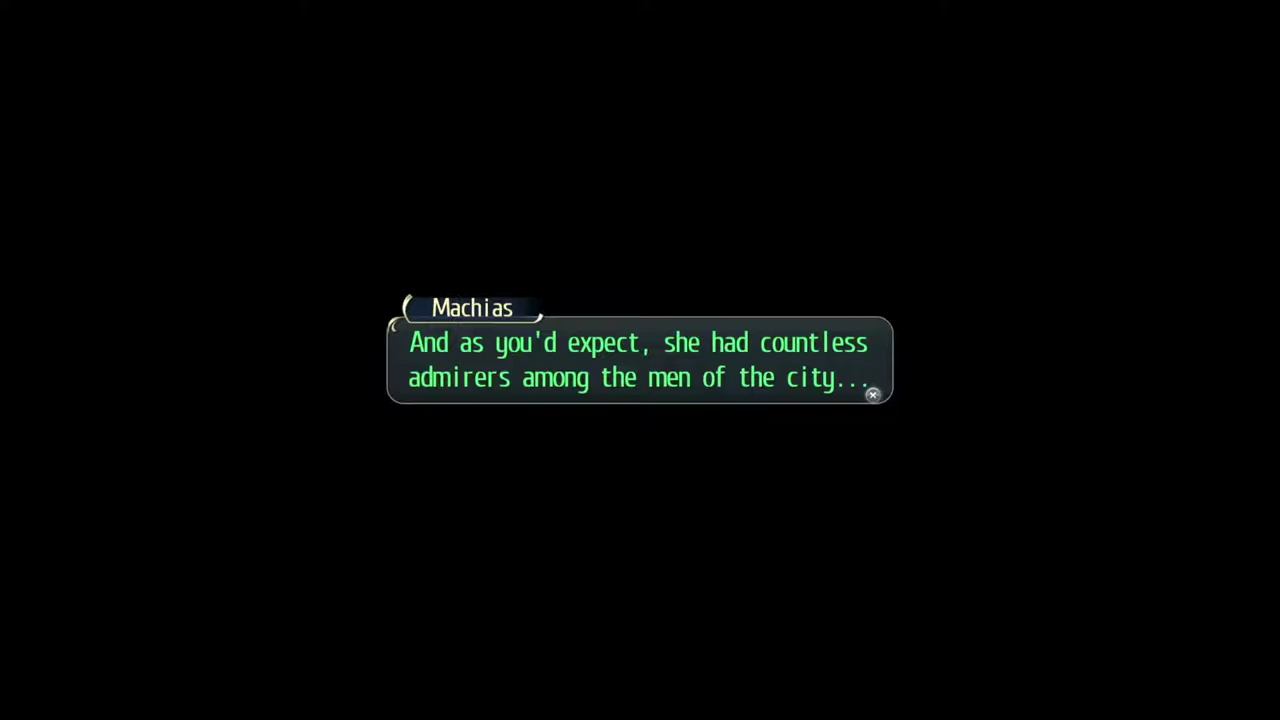 Machias
And as you'd expect, she had countless
admirers among the men of the city...